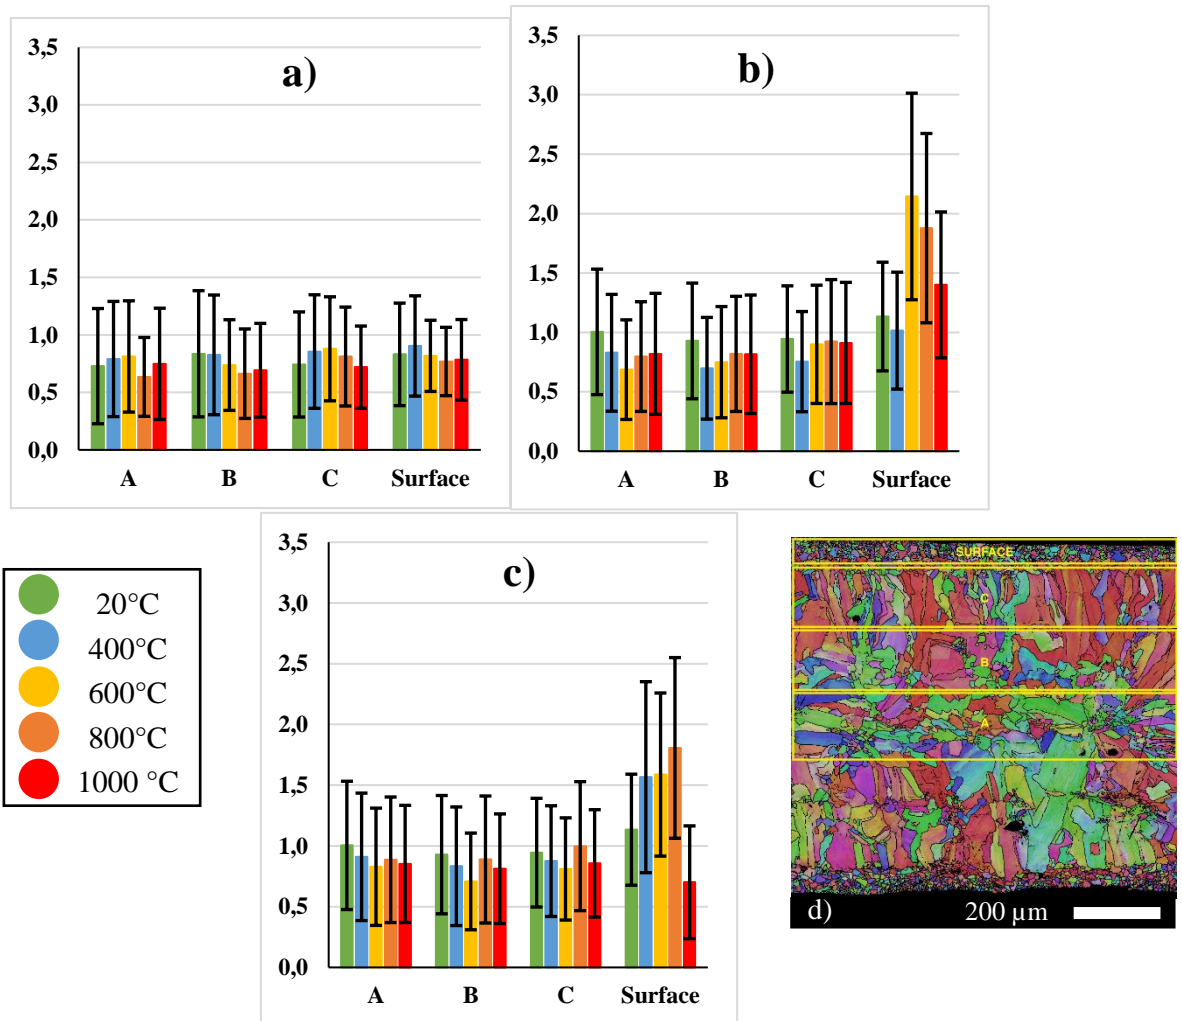 a)
3,5
3,0
2,5
2,0
1,5
1,0
0,5
0,0
A B C Surface
b)
3,5
3,0
2,5
2,0
1,5
1,0
0,5
0,0
A B C Surface
20°C
400°C
600°C
800°C
1000 °C
c)
3,5
3,0
2,5
2,0
1,5
1,0
0,5
0,0
A B C Surface
SURFACE
C
B
A
d) 200 µm